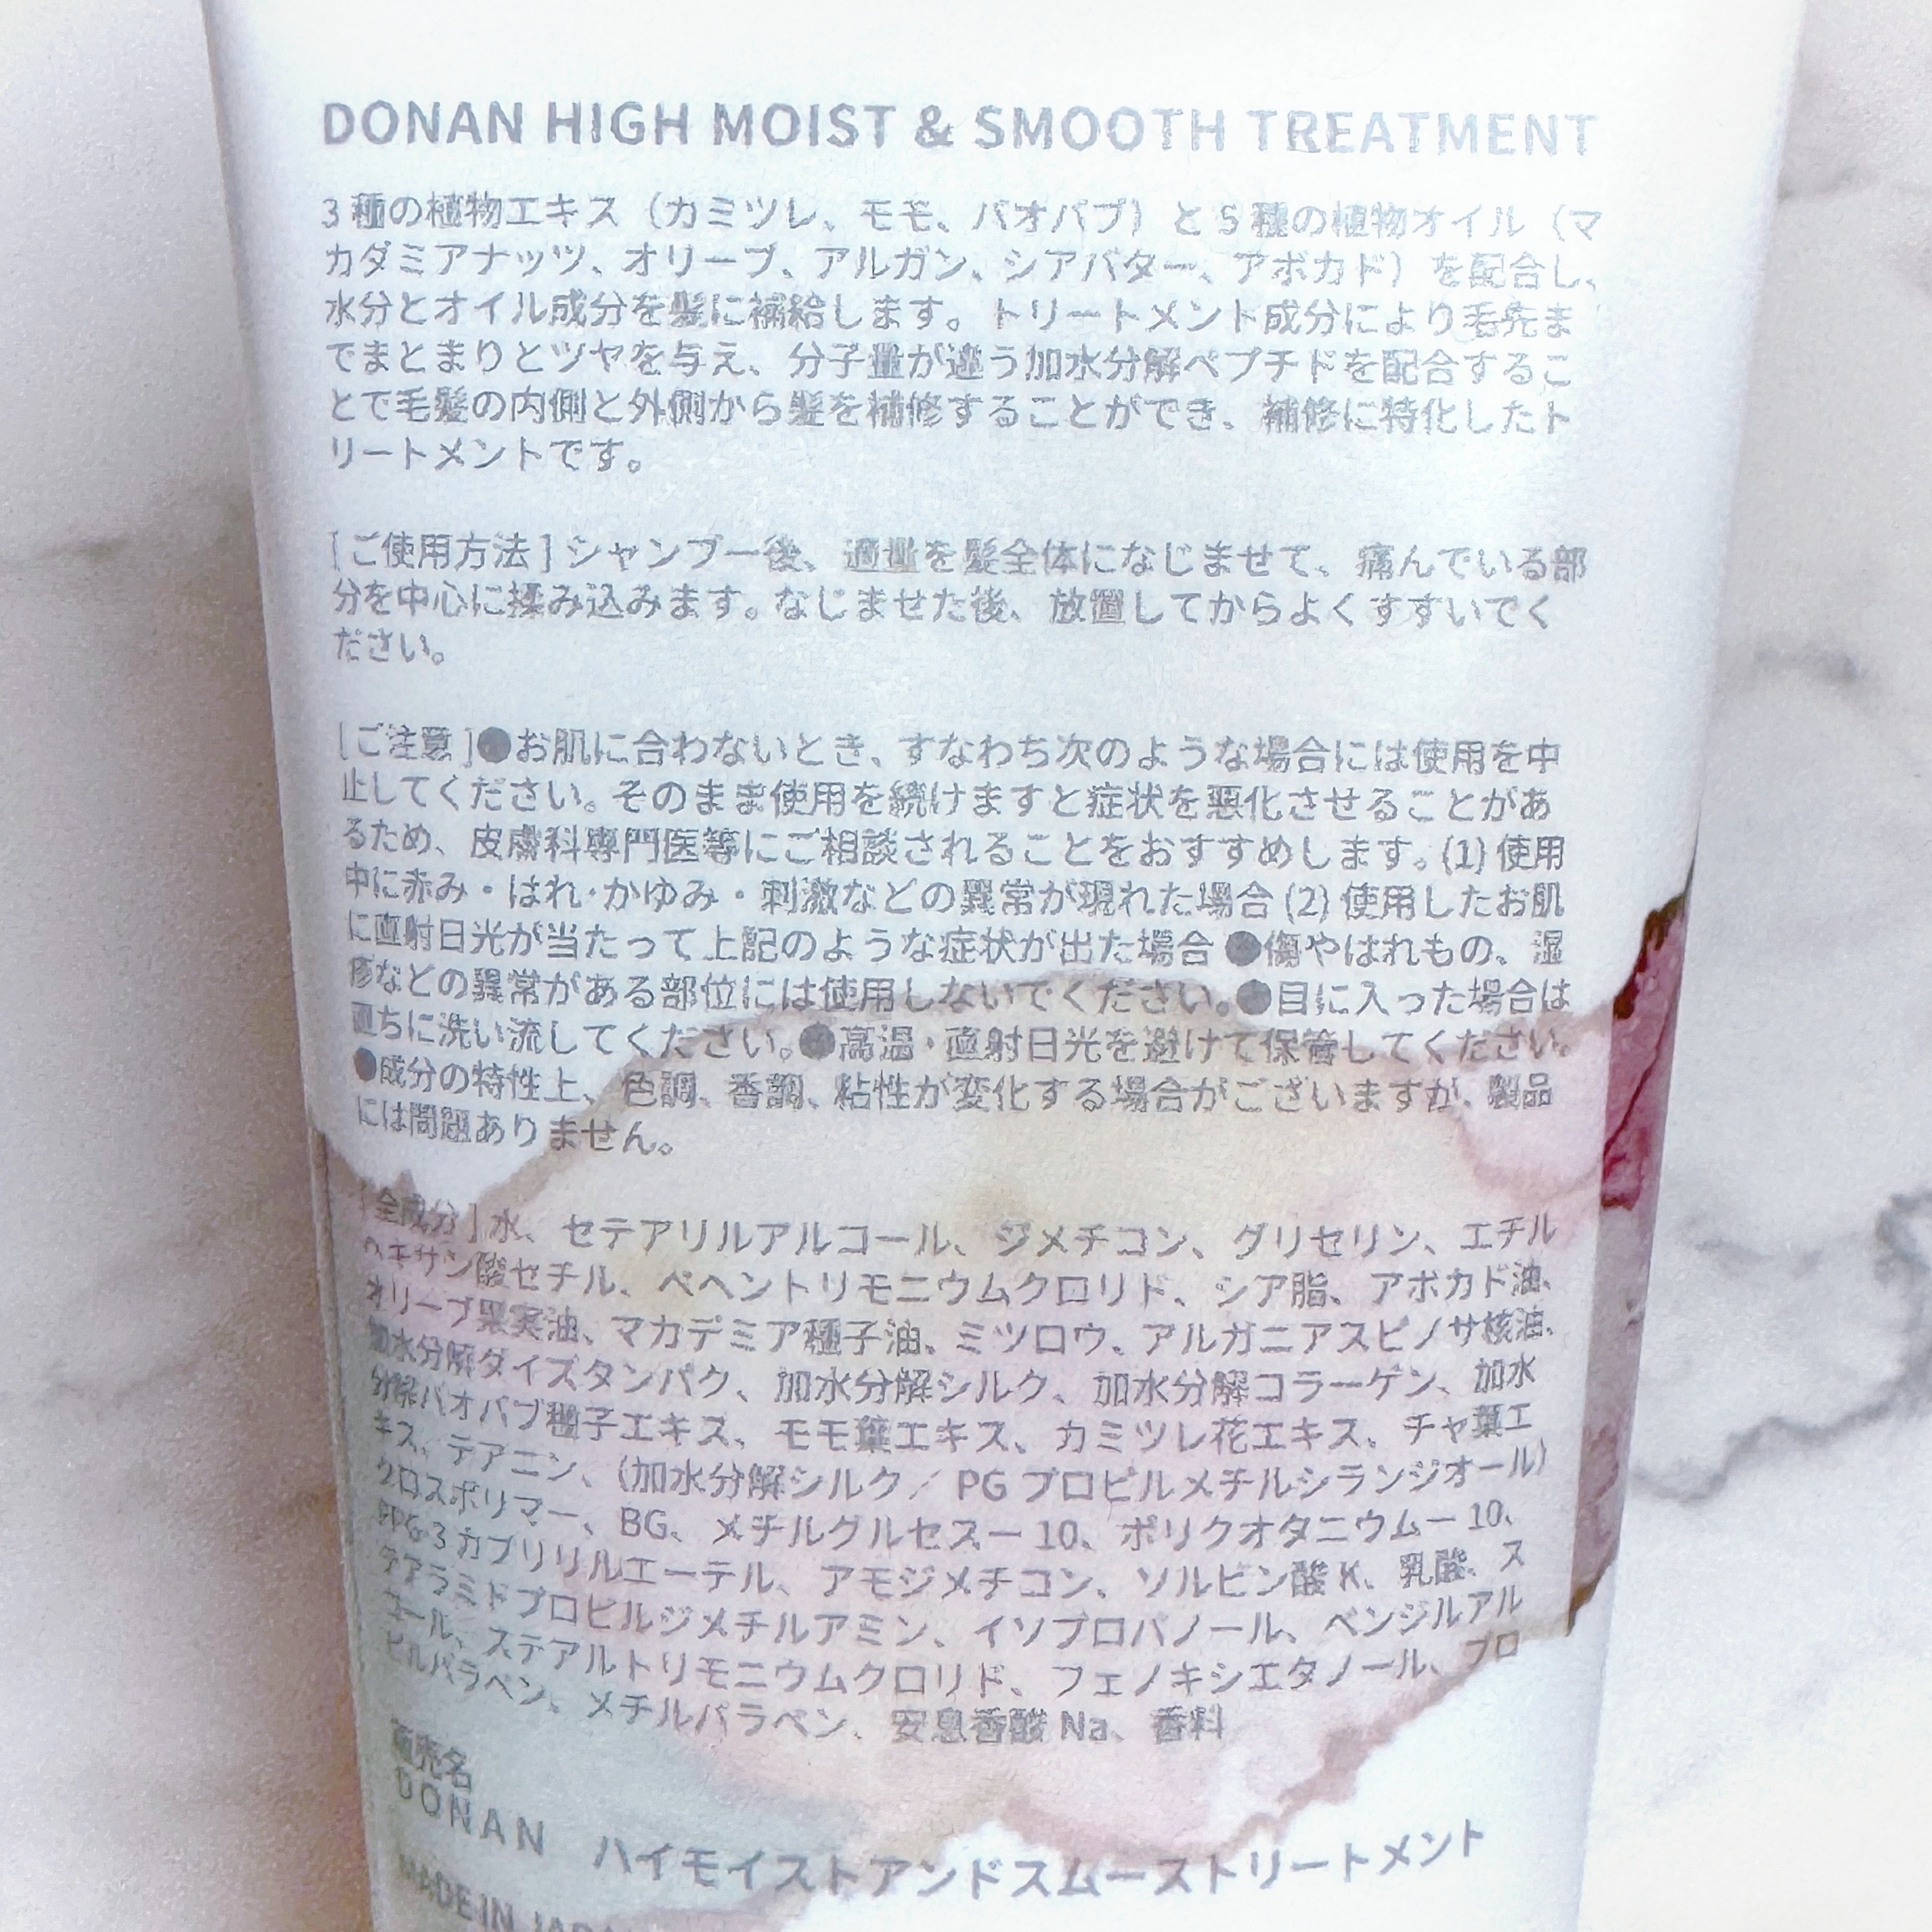 DONAN HIGH MOIST & SMOOTH TREATMENT
3種の植物エキス（カミツレ、モモ、バオバブ）と5種の植物オイル（マ
カダミアナッツ、オリーブ、アルガン、シアバター、アボカド）を配合し、
水分とオイル成分を髪に補給します。トリートメント成分により毛先ま
でまとまりとツヤを与え、分子量が違う加水分解ペプチドを配合するこ
とで毛髪の内側と外側から髪を補修することができ、補修に特化したト
リートメントです。
[ご使用方法]シャンプー後、適量を髪全体になじませて、痛んでいる部
分を中心に揉み込みます。なじませた後、放置してからよくすすいでく
ださい。
[ご注意]●お肌に合わないとき、すなわち次のような場合には使用を中
止してください。そのまま使用を続けますと症状を悪化させることがあ
るため、皮膚科専門医等にご相談されることをおすすめします。(1)使用
中に赤み・はれ・かゆみ・刺激などの異常が現れた場合(2)使用したお肌
に直射日光が当たって上記のような症状が出た場合●傷やはれもの、湿
疹などの異常がある部位には使用しないでください。●目に入った場合は
直ちに洗い流してください。●高温・直射日光を避けて保管してください。
●成分の特性上、色調、香調、粘性が変化する場合がございますが、製品
には問題ありません。
[全成分]水、セテアリルアルコール、ジメチコン、グリセリン、エチル
ヘキサン酸セチル、ベヘントリモニウムクロリド、シア脂、アボカド油、
オリーブ果実油、マカデミア種子油、ミツロウ、アルガニアスピノサ核油、
加水分解ダイズタンパク、加水分解シルク、加水分解コラーゲン、加水
分解バオバブ種子エキス、モモ葉エキス、カミツレ花エキス、チャ葉エ
キス、テアニン、(加水分解シルク／PGプロピルメチルシランジオール)
クロスポリマー、BG、メチルグルセスー10、ポリクオタニウムー10、
PPG-3カプリリルエーテル、アモジメチコン、ソルビン酸K、乳酸、ス
テアラミドプロピルジメチルアミン、イソプロパノール、ベンジルアル
コール、ステアルトリモニウムクロリド、フェノキシエタノール、プロ
ピルパラベン、メチルパラベン、安息香酸Na、香料
販売名
DONAN ハイモイストアンドスムーストリートメント
MADE IN JAPAN